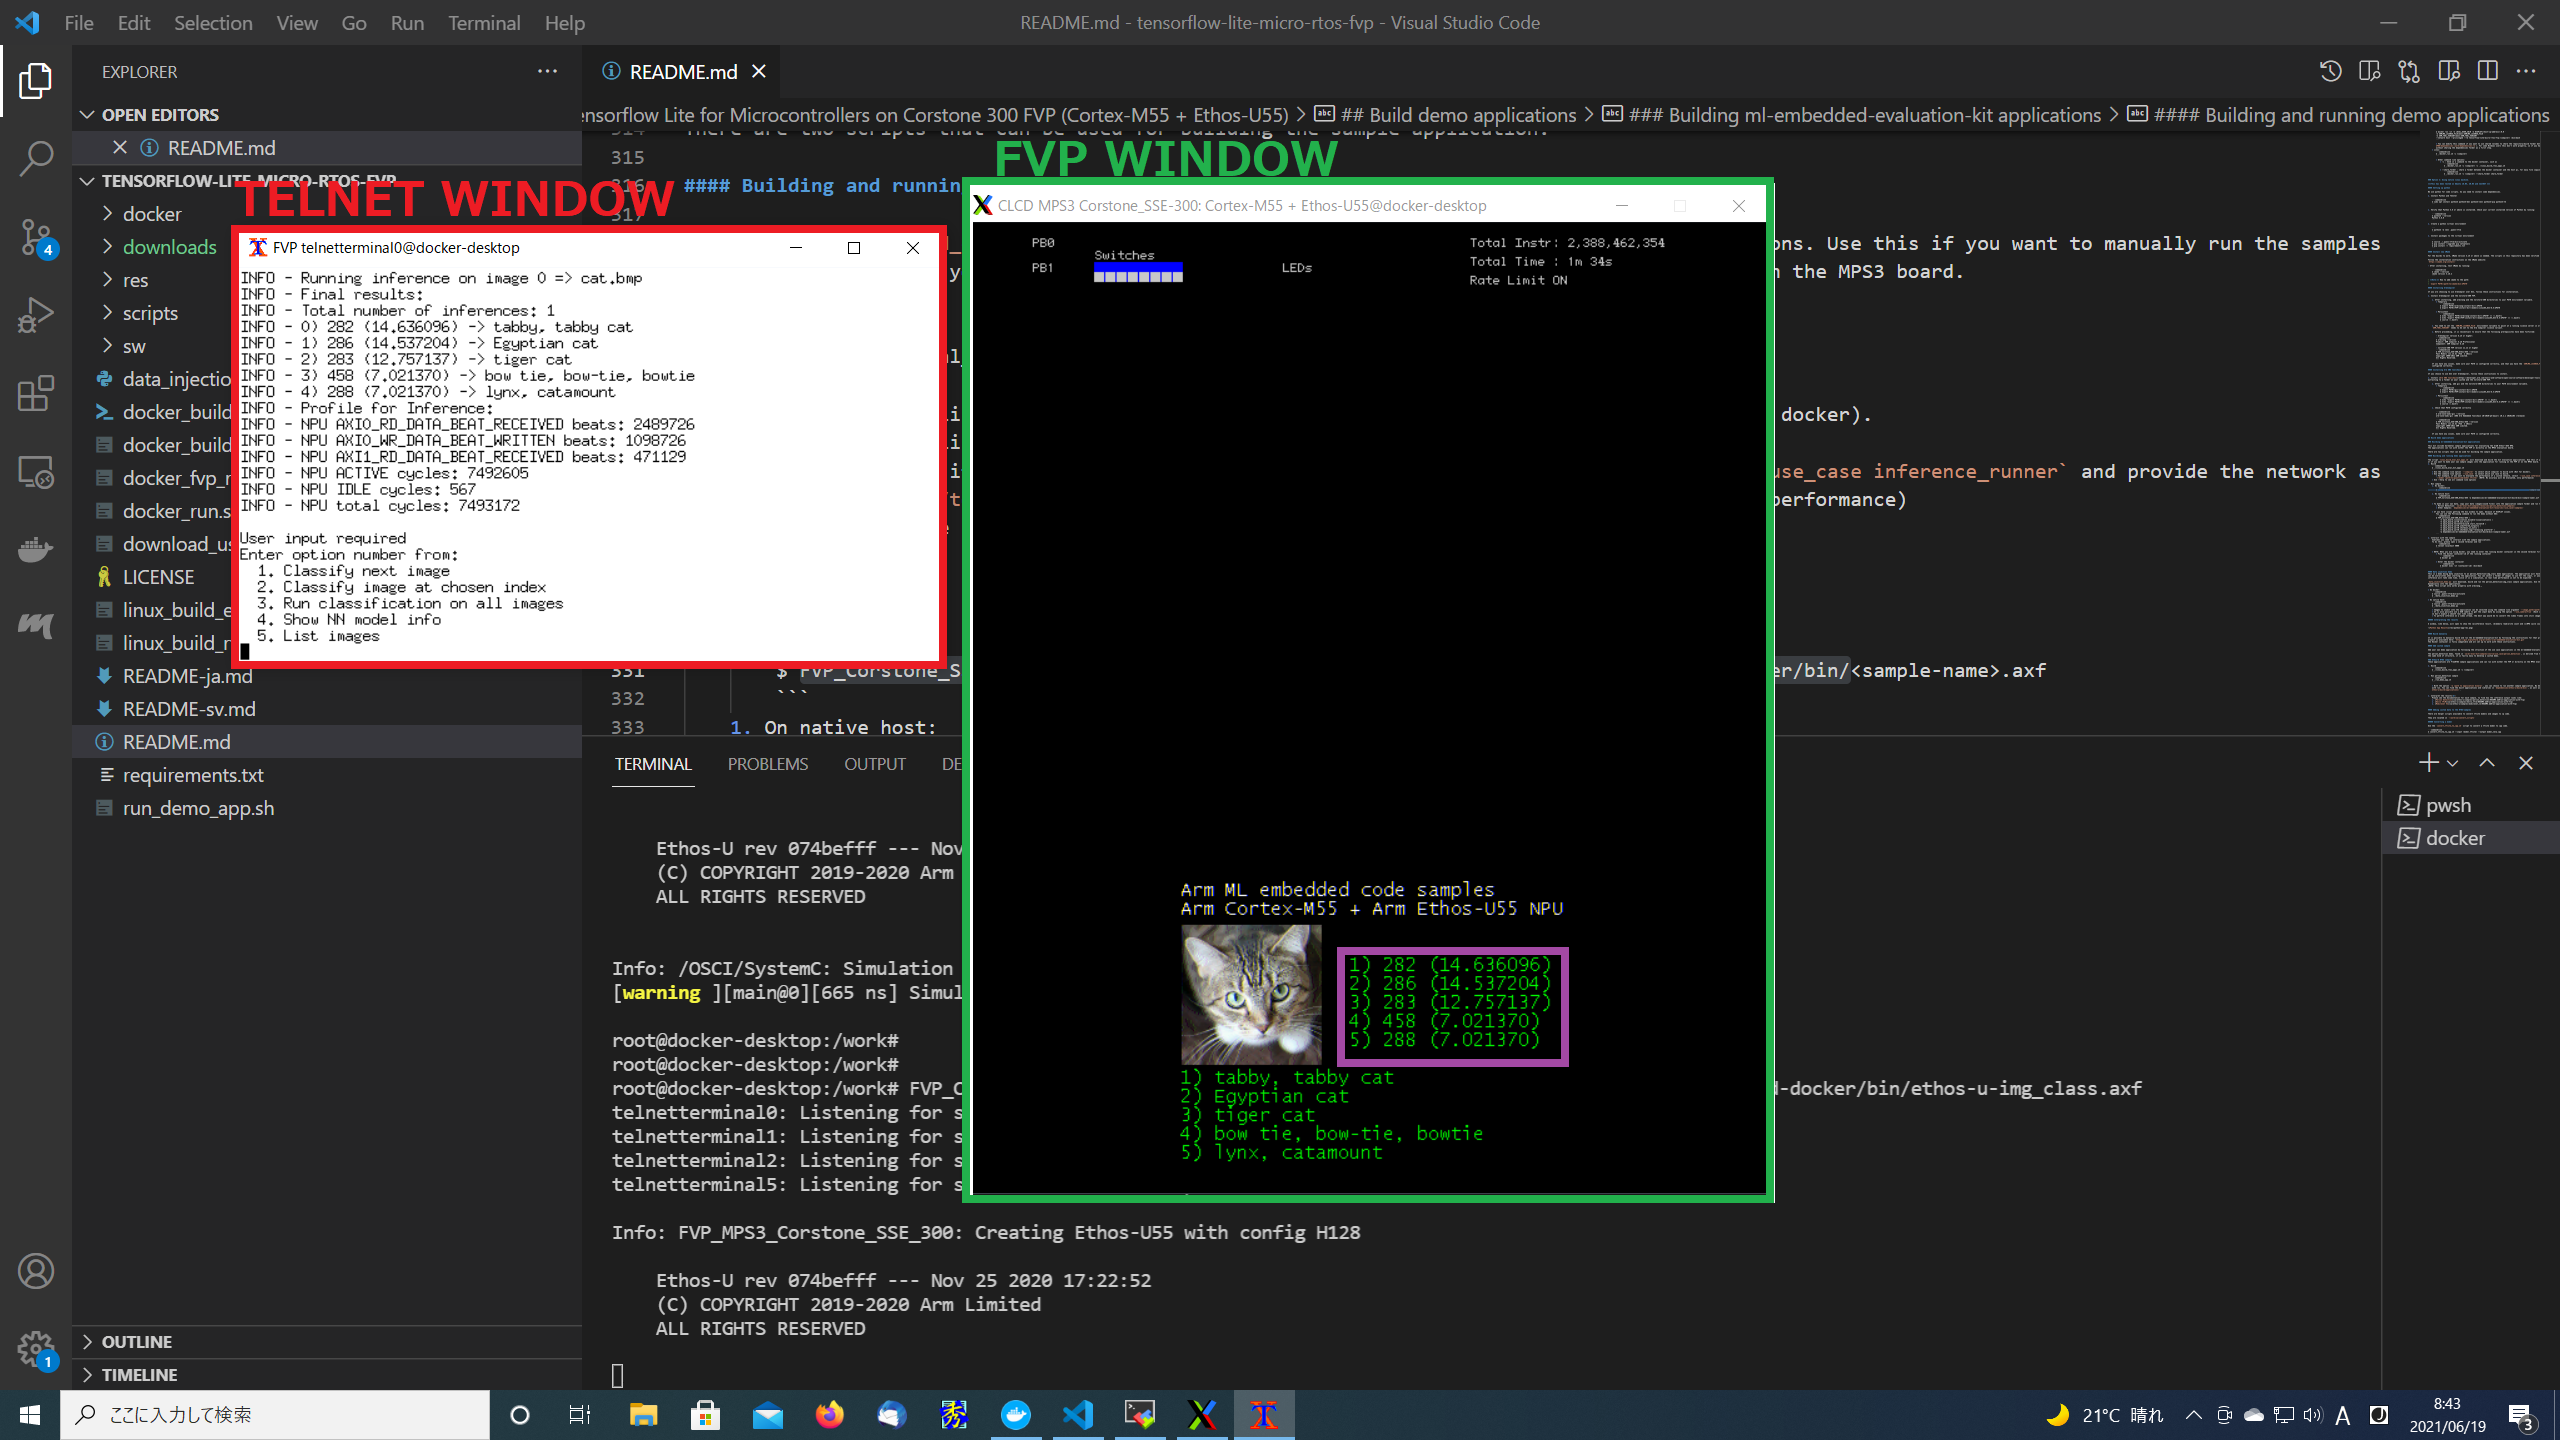 File Edit Selection View Go Run Terminal Help
README.md - tensorflow-lite-micro-rtos-fvp - Visual Studio Code
EXPLORER
OPEN EDITORS
README.md
TENSORFLOW-LITE-MICRO-RTOS-FVP
docker
downloads
res
scripts
sw
data_injectio
docker_build
docker_build
docker_fvp_r
docker_run.s
download_us
LICENSE
linux_build_e
linux_build_r
README-ja.md
README-sv.md
README.md
requirements.txt
run_demo_app.sh
OUTLINE
TIMELINE
4
1
README.md
ensorflow Lite for Microcontrollers on Corstone 300 FVP (Cortex-M55 + Ethos-U55) > ## Build demo applications > ### Building ml-embedded-evaluation-kit applications > #### Building and running demo applications
314 There are two scripts that can be used for building the sample application.
315
316 #### Building and runnin
317
ons. Use this if you want to manually run the samples
n the MPS3 board.
docker).
use_case inference_runner` and provide the network as
performance)
331 $ FVP_Corstone_S
er/bin/<sample-name>.axf
332 ```
333 1. On native host:
TELNET WINDOW
FVP telnetterminal0@docker-desktop
INFO - Running inference on image 0 => cat.bmp
INFO - Final results:
INFO - Total number of inferences: 1
INFO - 0) 282 (14.636096) -> tabby, tabby cat
INFO - 1) 286 (14.537204) -> Egyptian cat
INFO - 2) 283 (12.757137) -> tiger cat
INFO - 3) 458 (7.021370) -> bow tie, bow-tie, bowtie
INFO - 4) 288 (7.021370) -> lynx, catamount
INFO - Profile for Inference:
INFO - NPU AXI0_RD_DATA_BEAT_RECEIVED beats: 2489726
INFO - NPU AXI0_WR_DATA_BEAT_WRITTEN beats: 1098726
INFO - NPU AXI1_RD_DATA_BEAT_RECEIVED beats: 471129
INFO - NPU ACTIVE cycles: 7492605
INFO - NPU IDLE cycles: 567
INFO - NPU total cycles: 7493172
User input required
Enter option number from:
1. Classify next image
2. Classify image at chosen index
3. Run classification on all images
4. Show NN model info
5. List images
FVP WINDOW
CLCD MPS3 Corstone_SSE-300: Cortex-M55 + Ethos-U55@docker-desktop
PB0
PB1
Switches
LEDs
Total Instr: 2,388,462,354
Total Time : 1m 34s
Rate Limit ON
Arm ML embedded code samples
Arm Cortex-M55 + Arm Ethos-U55 NPU
1) 282 (14.636096)
2) 286 (14.537204)
3) 283 (12.757137)
4) 458 (7.021370)
5) 288 (7.021370)
1) tabby, tabby cat
2) Egyptian cat
3) tiger cat
4) bow tie, bow-tie, bowtie
5) lynx, catamount
TERMINAL PROBLEMS OUTPUT DE
pwsh
docker
Ethos-U rev 074befff --- Nov
(C) COPYRIGHT 2019-2020 Arm
ALL RIGHTS RESERVED
Info: /OSCI/SystemC: Simulation
[warning ][main@0][665 ns] Simul
root@docker-desktop:/work#
root@docker-desktop:/work#
root@docker-desktop:/work# FVP_C
d-docker/bin/ethos-u-img_class.axf
telnetterminal0: Listening for s
telnetterminal1: Listening for s
telnetterminal2: Listening for s
telnetterminal5: Listening for s
Info: FVP_MPS3_Corstone_SSE_300: Creating Ethos-U55 with config H128
Ethos-U rev 074befff --- Nov 25 2020 17:22:52
(C) COPYRIGHT 2019-2020 Arm Limited
ALL RIGHTS RESERVED
ここに入力して検索
秀
21°C 晴れ
A
8:43
2021/06/19
3